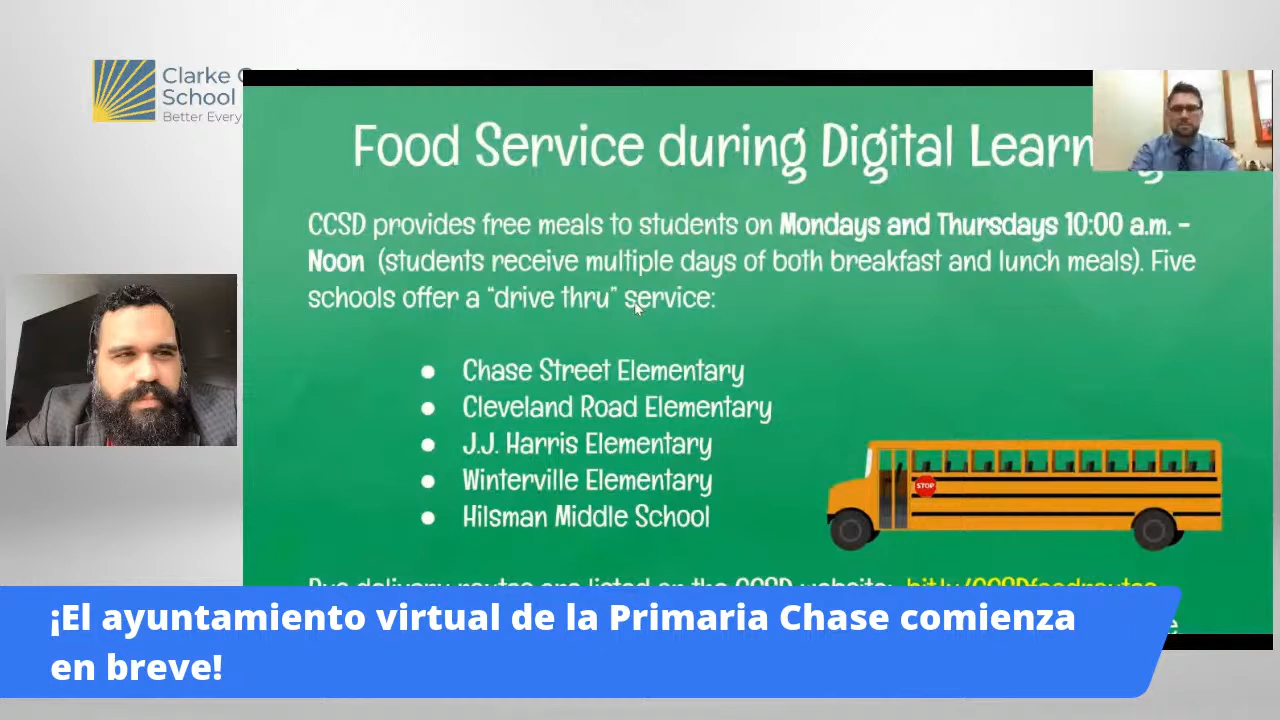 Clarke
School
Better Every
Food Service during Digital
CCSD provides free meals to students on Mondays and Thursdays 10:00 a.m. -
Noon (students receive multiple days of both breakfast and lunch meals). Five
schools offer a “drive thru” service:
● Chase Street Elementary
● Cleveland Road Elementary
● J.J. Harris Elementary
● Winterville Elementary
● Hilsman Middle School
STOP
¡El ayuntamiento virtual de la Primaria Chase comienza
en breve!